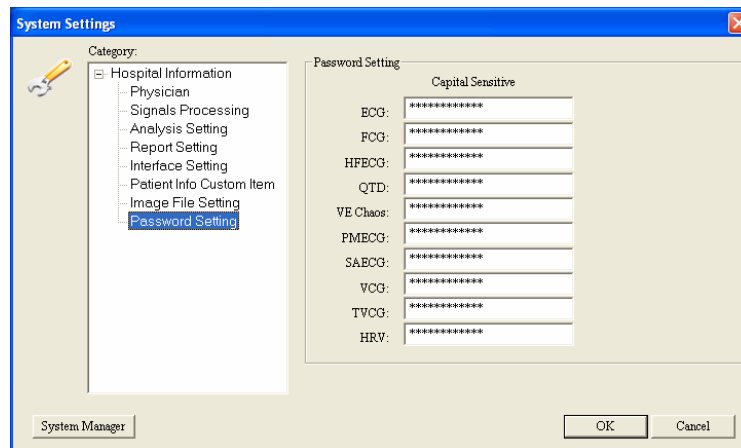 System Settings
Category:
Hospital Information
Physician
Signals Processing
Analysis Setting
Report Setting
Interface Setting
Patient Info Custom Item
Image File Setting
Password Setting
Password Setting
Capital Sensitive
ECG: ************
FCG: ************
HFECG: ************
QTD: ************
VE Chaos: ************
PMECG: ************
SAECG: ************
VCG: ************
TVCG: ************
HRV: ************
System Manager
OK
Cancel